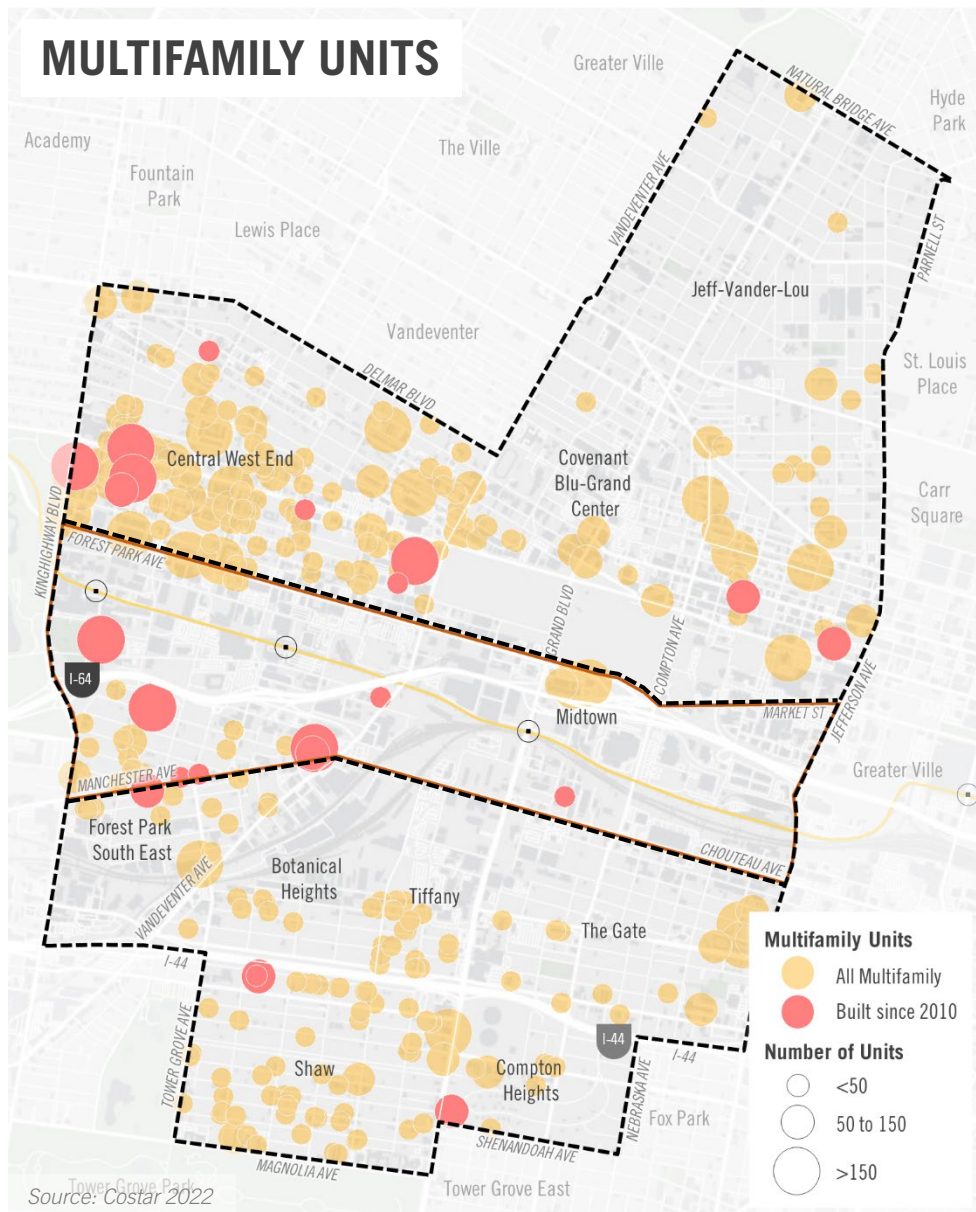 MULTIFAMILY UNITS
Greater Ville
NATURAL BRIDGE AVE
Hyde
Park
Academy
The Ville
Fountain
Park
VANDEVENTER AVE
Lewis Place
PARNELL ST
Jeff-Vander-Lou
Vandeventer
St. Louis
Place
DELMAR BLVD
Central West End
Covenant
Blu-Grand
Center
Carr
Square
KINGHIGHWAY BLVD
FOREST PARK AVE
GRAND BLVD
COMPTON AVE
I-64
Midtown
MARKET ST
JEFFERSON AVE
MANCHESTER AVE
Greater Ville
Forest Park
South East
CHOUTEAU AVE
Botanical
Heights
VANDEVENTER AVE
Tiffany
The Gate
I-44
Multifamily Units
All Multifamily
Built since 2010
I-44
I-44
Number of Units
<50
50 to 150
>150
TOWER GROVE AVE
Shaw
Compton
Heights
NEBRASKA AVE
Fox Park
SHENANDOAH AVE
MAGNOLIA AVE
Tower Grove Park
Tower Grove East
Source: Costar 2022